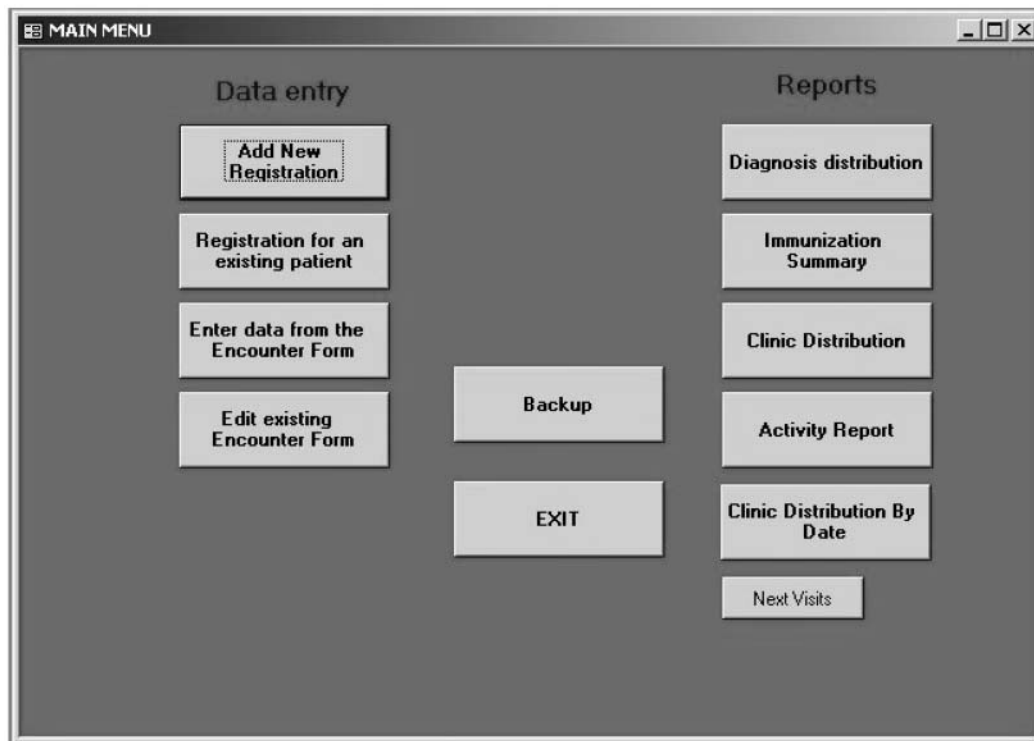 MAIN MENU
Data entry
Add New
Registration
Registration for an
existing patient
Enter data from the
Encounter Form
Edit existing
Encounter Form
Backup
EXIT
Reports
Diagnosis distribution
Immunization
Summary
Clinic Distribution
Activity Report
Clinic Distribution By
Date
Next Visits